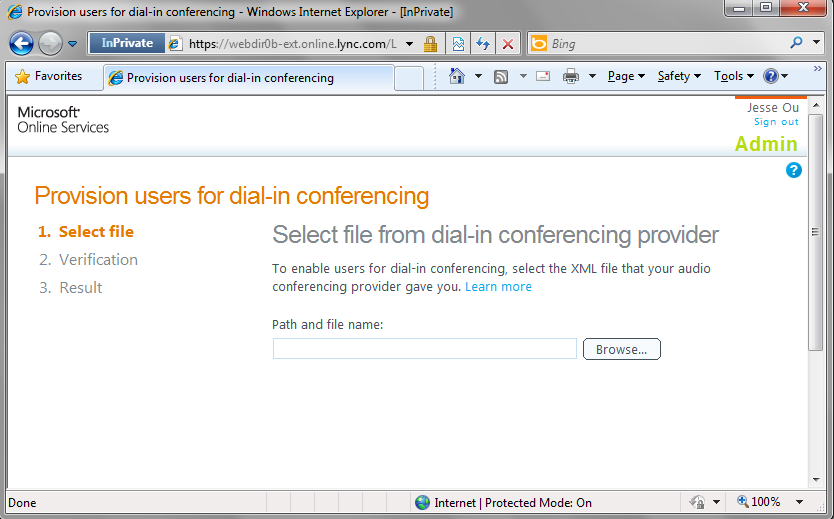 Provision users for dial-in conferencing - Windows Internet Explorer - [InPrivate]
InPrivate https://webdir0b-ext.online.lync.com/L Bing
Favorites Provision users for dial-in conferencing Page Safety Tools »
Microsoft
Online Services
Jesse Ou
Sign out
Admin
Provision users for dial-in conferencing
1. Select file
2. Verification
3. Result
Select file from dial-in conferencing provider
To enable users for dial-in conferencing, select the XML file that your audio
conferencing provider gave you. Learn more
Path and file name:
Browse...
Done Internet | Protected Mode: On 100%